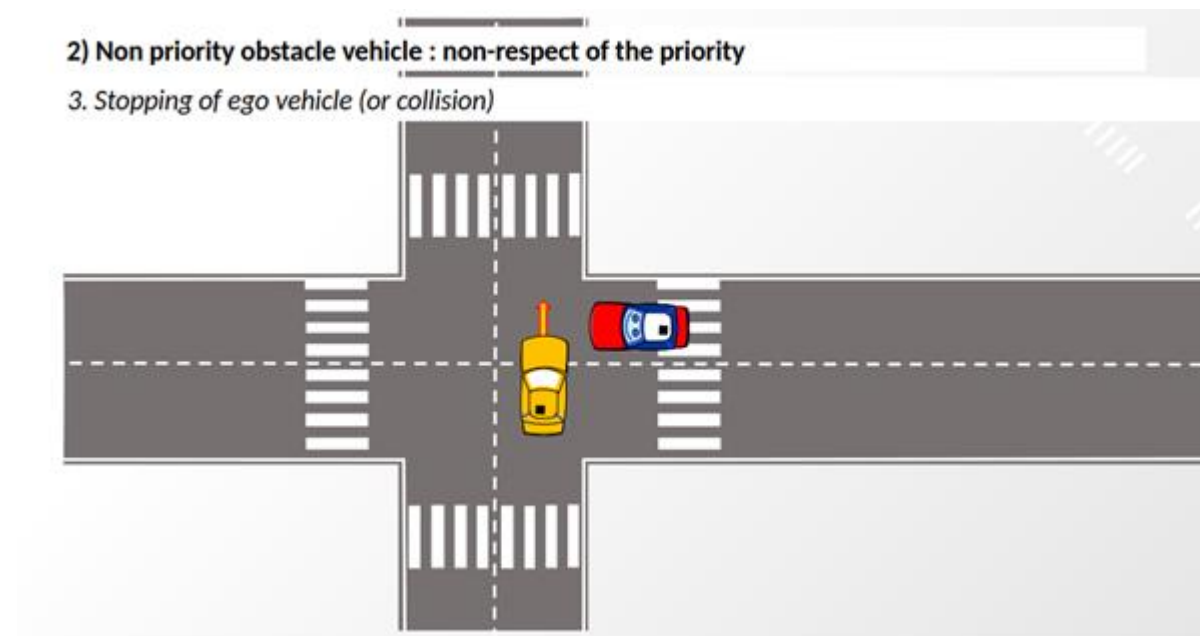 2) Non priority obstacle vehicle : non-respect of the priority
3. Stopping of ego vehicle (or collision)